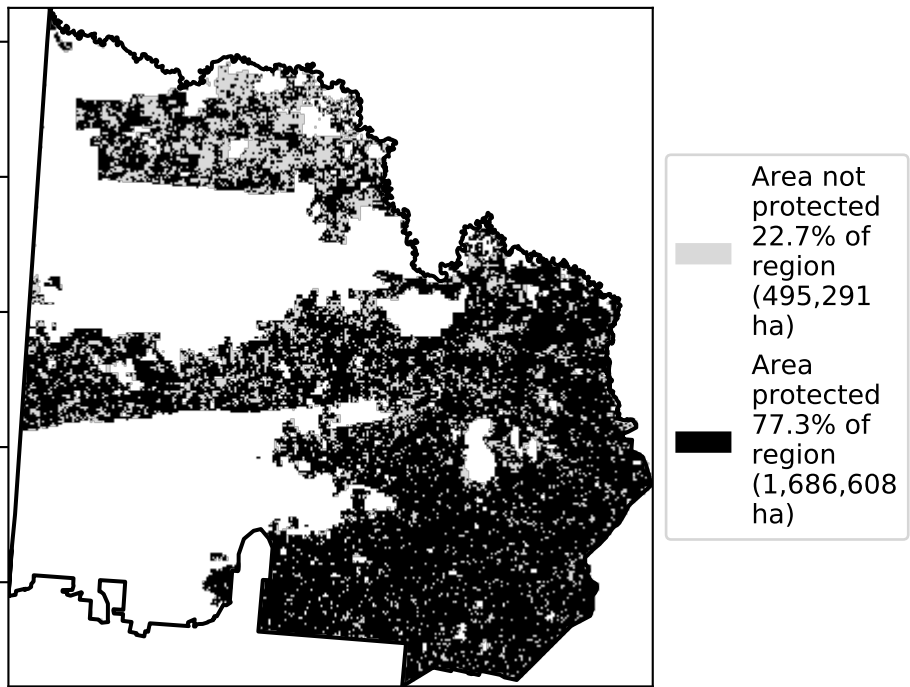 Area not
protected
22.7% of
region
(495,291
ha)
Area
protected
77.3% of
region
(1,686,608
ha)